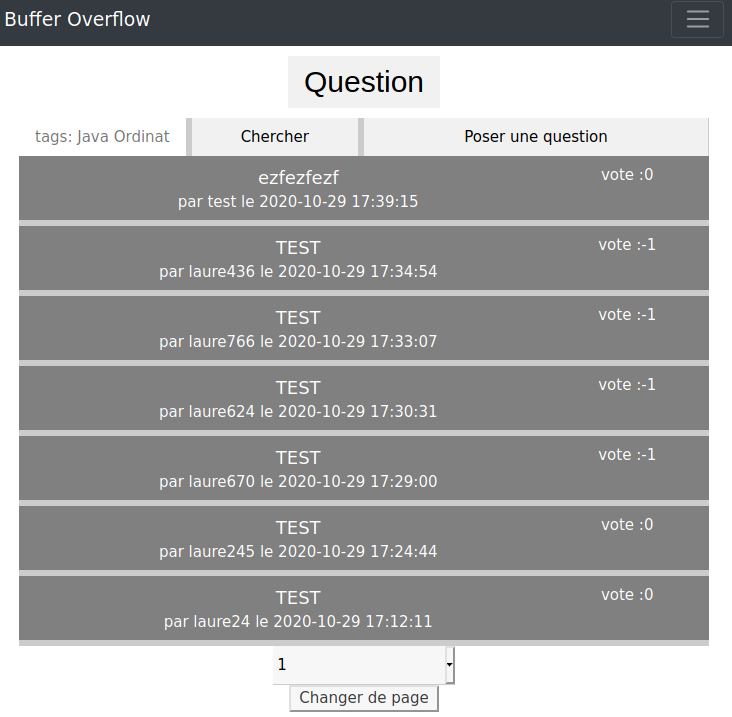 Buffer Overflow
Question
tags: Java Ordinat
Chercher
Poser une question
ezfezfezf
vote :0
par test le 2020-10-29 17:39:15
TEST
vote :-1
par laure436 le 2020-10-29 17:34:54
TEST
vote :-1
par laure766 le 2020-10-29 17:33:07
TEST
vote :-1
par laure624 le 2020-10-29 17:30:31
TEST
vote :-1
par laure670 le 2020-10-29 17:29:00
TEST
vote :0
par laure245 le 2020-10-29 17:24:44
TEST
vote :0
par laure24 le 2020-10-29 17:12:11
1
Changer de page